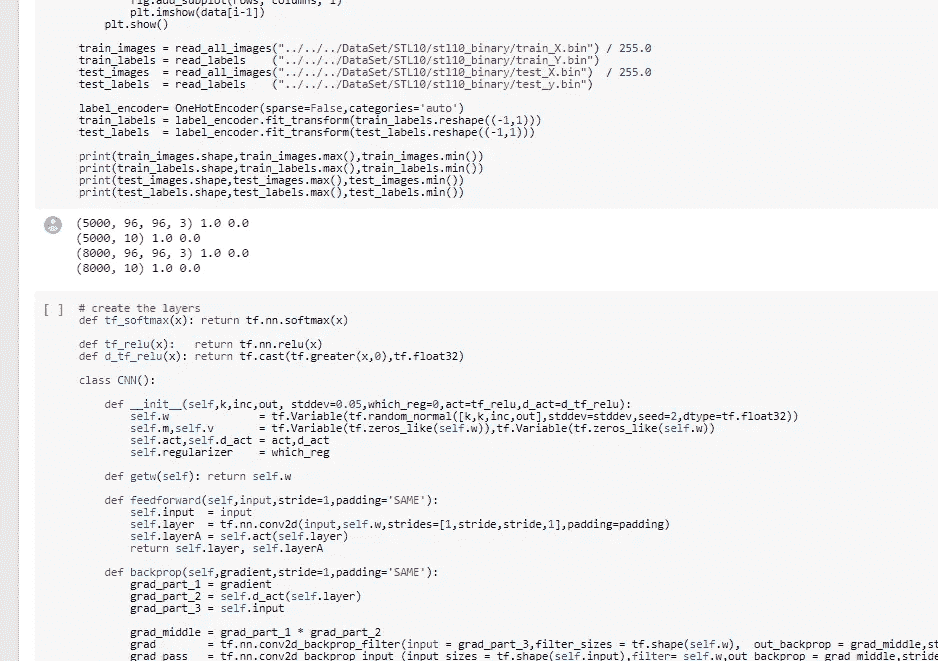 fig.add_subplot(rows, columns, i)
        plt.imshow(data[i-1])
    plt.show()
train_images = read_all_images("../../../DataSet/STL10/stl10_binary/train_X.bin") / 255.0
train_labels = read_labels    ("../../../DataSet/STL10/stl10_binary/train_Y.bin")
test_images  = read_all_images("../../../DataSet/STL10/stl10_binary/test_X.bin")  / 255.0
test_labels  = read_labels    ("../../../DataSet/STL10/stl10_binary/test_y.bin")
label_encoder= OneHotEncoder(sparse=False,categories='auto')
train_labels = label_encoder.fit_transform(train_labels.reshape((-1,1)))
test_labels  = label_encoder.fit_transform(test_labels.reshape((-1,1)))
print(train_images.shape,train_images.max(),train_images.min())
print(train_labels.shape,train_labels.max(),train_labels.min())
print(test_images.shape,test_images.max(),test_images.min())
print(test_labels.shape,test_labels.max(),test_labels.min())
(5000, 96, 96, 3) 1.0 0.0
(5000, 10) 1.0 0.0
(8000, 96, 96, 3) 1.0 0.0
(8000, 10) 1.0 0.0
[ ] # create the layers
def tf_softmax(x): return tf.nn.softmax(x)
def tf_relu(x):   return tf.nn.relu(x)
def d_tf_relu(x): return tf.cast(tf.greater(x,0),tf.float32)
class CNN():
    def __init__(self,k,inc,out, stddev=0.05,which_reg=0,act=tf_relu,d_act=d_tf_relu):
        self.w              = tf.Variable(tf.random_normal([k,k,inc,out],stddev=stddev,seed=2,dtype=tf.float32))
        self.m,self.v       = tf.Variable(tf.zeros_like(self.w)),tf.Variable(tf.zeros_like(self.w))
        self.act,self.d_act = act,d_act
        self.regularizer    = which_reg
    def getw(self): return self.w
    def feedforward(self,input,stride=1,padding='SAME'):
        self.input  = input
        self.layer  = tf.nn.conv2d(input,self.w,strides=[1,stride,stride,1],padding=padding)
        self.layerA = self.act(self.layer)
        return self.layer, self.layerA
    def backprop(self,gradient,stride=1,padding='SAME'):
        grad_part_1 = gradient
        grad_part_2 = self.d_act(self.layer)
        grad_part_3 = self.input
        grad_middle = grad_part_1 * grad_part_2
        grad        = tf.nn.conv2d_backprop_filter(input = grad_part_3,filter_sizes = tf.shape(self.w),  out_backprop = grad_middle,st
        grad_pass   = tf.nn.conv2d_backprop_input (input_sizes = tf.shape(self.input),filter= self.w,out_backprop = grad_middle,stride